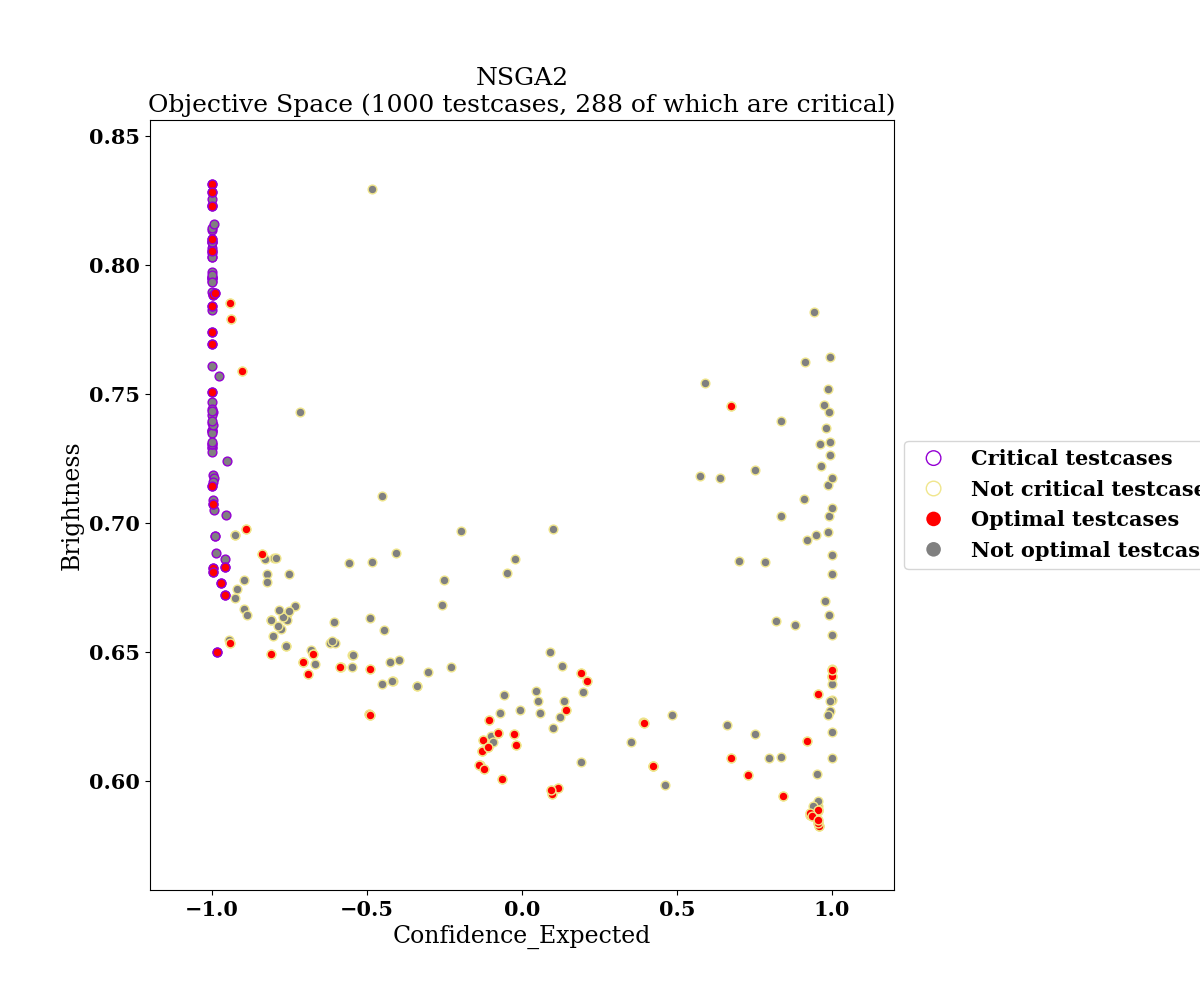 NSGA2
Objective Space (1000 testcases, 288 of which are critical)
0.85
0.80
0.75
0.70
0.65
0.60
Brightness
−1.0
−0.5
0.0
0.5
1.0
Confidence_Expected
Critical testcases
Not critical testcase
Optimal testcases
Not optimal testcas